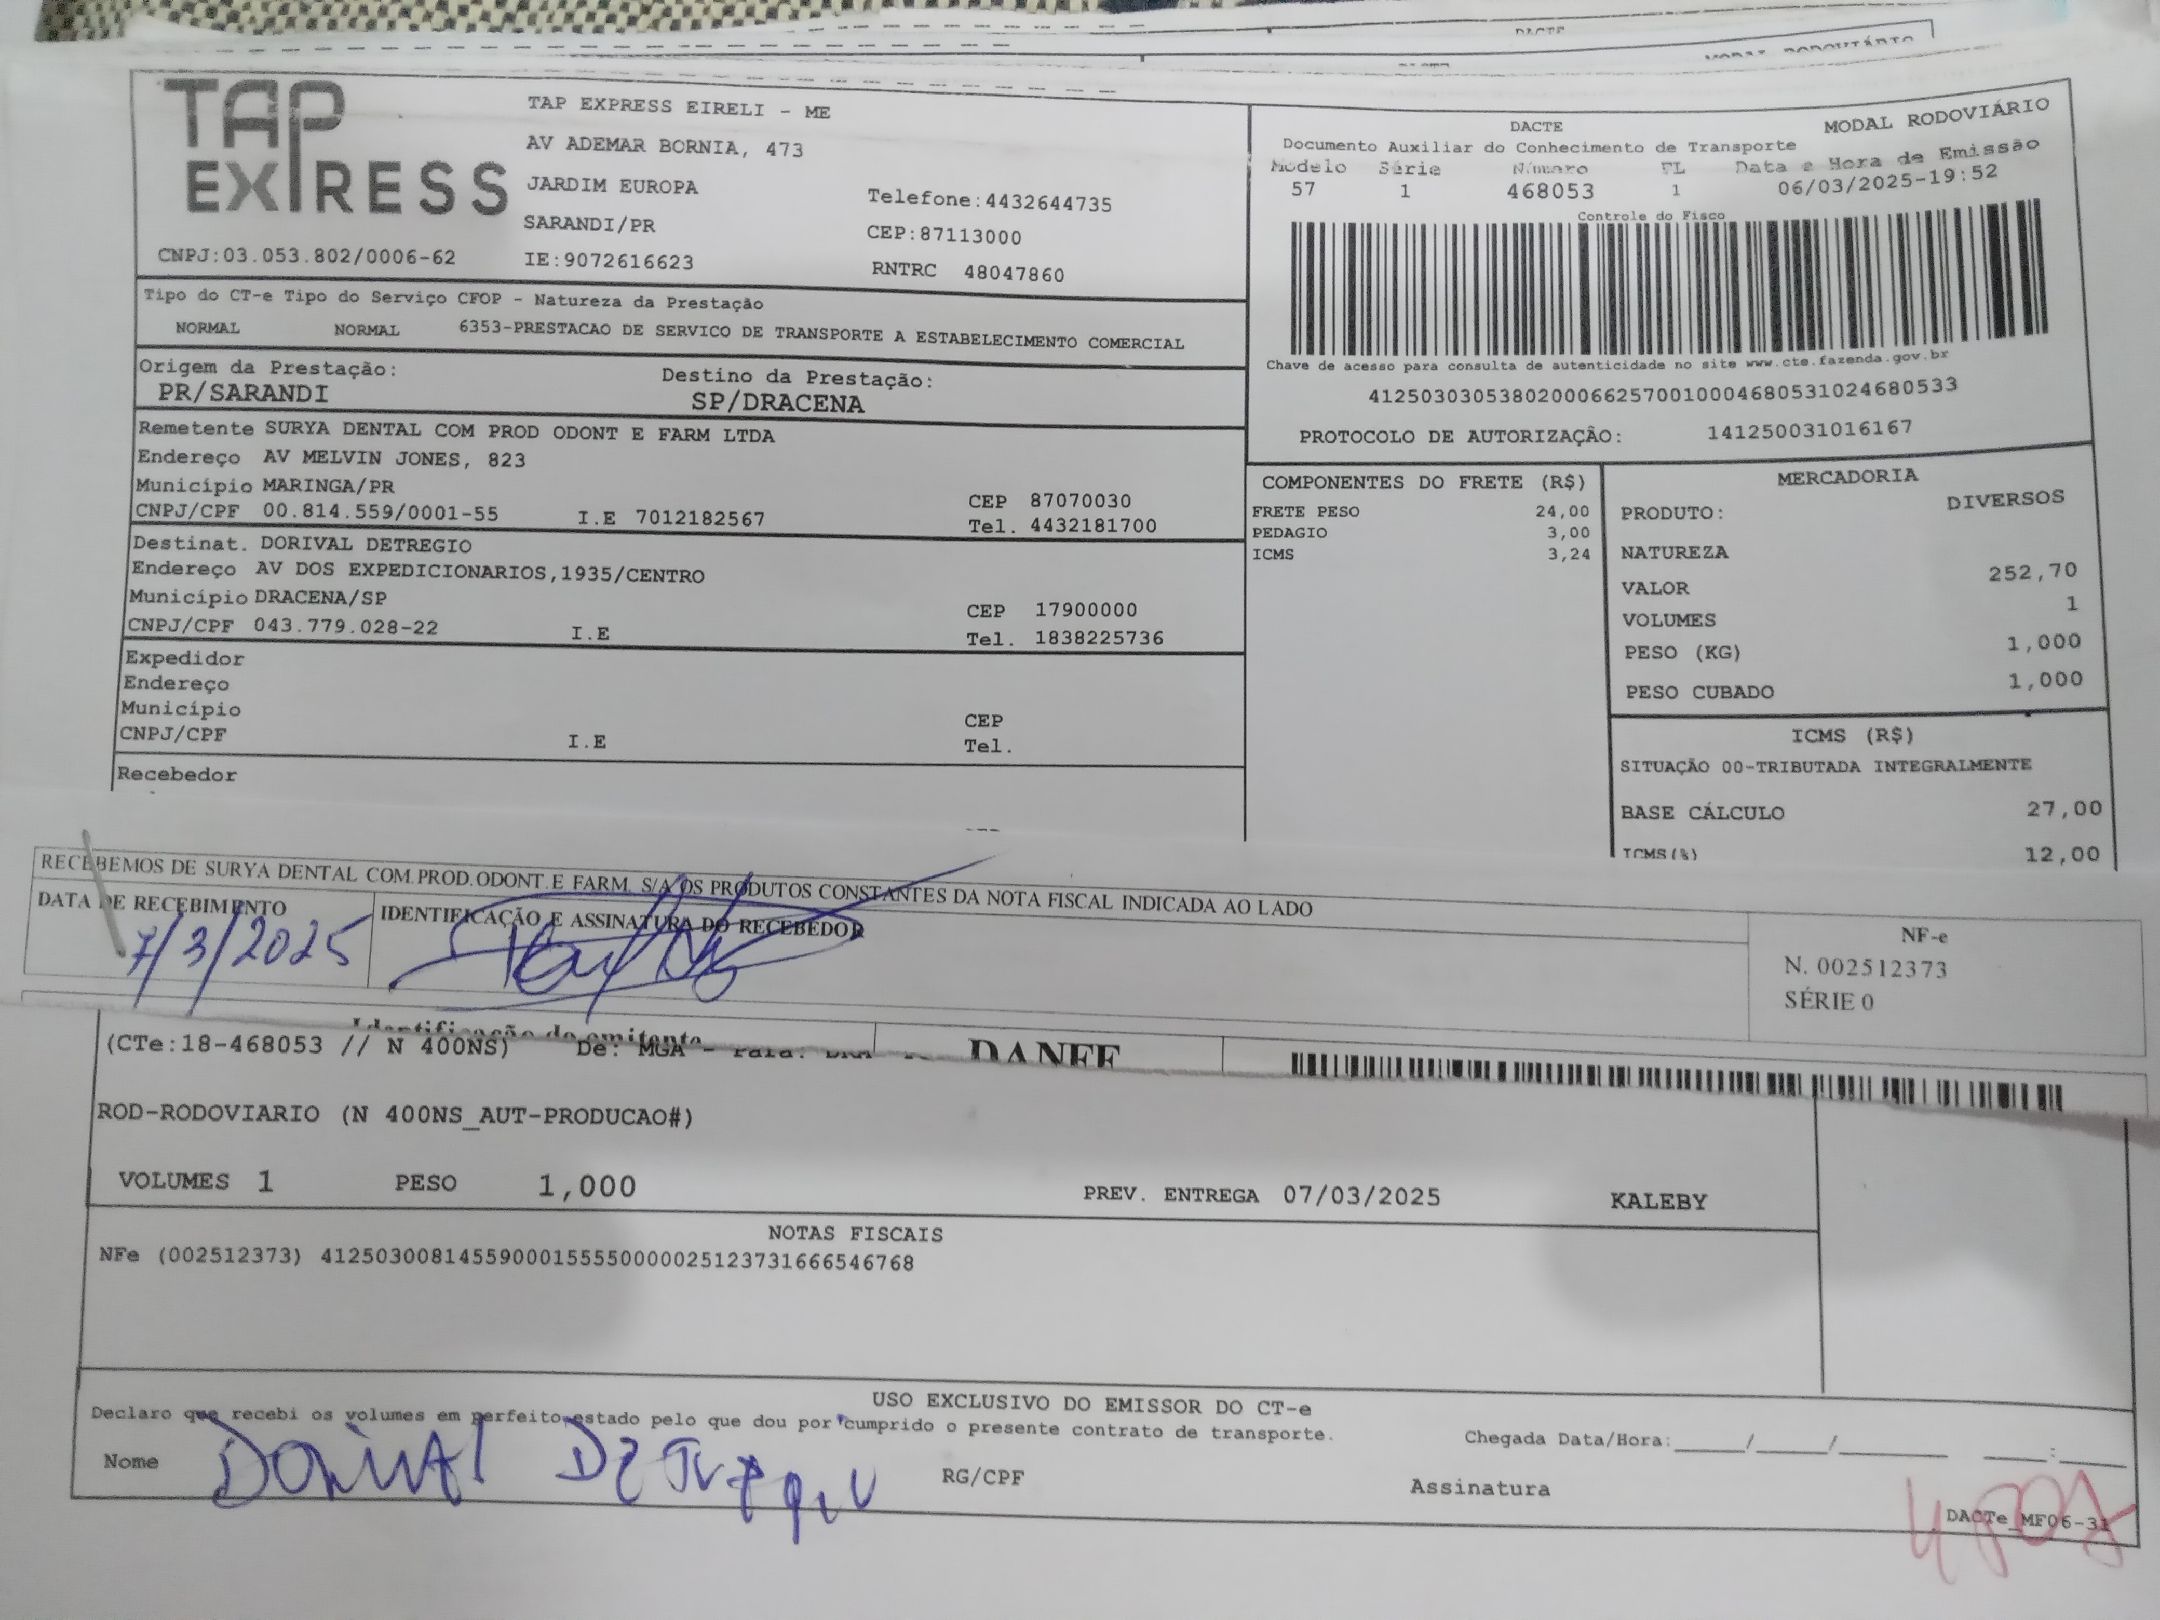 DACTE
TAP EXPRESS
TAP EXPRESS EIRELI - ME
AV ADEMAR BORNIA, 473
JARDIM EUROPA
Telefone:4432644735
SARANDI/PR
CEP:87113000
CNPJ:03.053.802/0006-62
IE:9072616623
RNTRC 48047860
DACTE
MODAL RODOVIÁRIO
Documento Auxiliar do Conhecimento de Transporte
Modelo Série Número FL Data e Hora de Emissão
57 1 468053 1 06/03/2025-19:52
Controle do Fisco
Chave de acesso para consulta de autenticidade no site www.cte.fazenda.gov.br
41250303053802000662570010004680531024680533
PROTOCOLO DE AUTORIZAÇÃO: 141250031016167
Tipo do CT-e Tipo do Serviço CFOP - Natureza da Prestação
NORMAL NORMAL 6353-PRESTACAO DE SERVICO DE TRANSPORTE A ESTABELECIMENTO COMERCIAL
Origem da Prestação: Destino da Prestação:
PR/SARANDI SP/DRACENA
Remetente SURYA DENTAL COM PROD ODONT E FARM LTDA
Endereço AV MELVIN JONES, 823
Município MARINGA/PR CEP 87070030
CNPJ/CPF 00.814.559/0001-55 I.E 7012182567 Tel. 4432181700
Destinat. DORIVAL DETREGIO
Endereço AV DOS EXPEDICIONARIOS,1935/CENTRO
Município DRACENA/SP CEP 17900000
CNPJ/CPF 043.779.028-22 I.E Tel. 1838225736
Expedidor
Endereço
Município CEP
CNPJ/CPF I.E Tel.
Recebedor
COMPONENTES DO FRETE (R$)
FRETE PESO 24,00
PEDAGIO 3,00
ICMS 3,24
MERCADORIA
PRODUTO: DIVERSOS
NATUREZA
VALOR 252,70
VOLUMES 1
PESO (KG) 1,000
PESO CUBADO 1,000
ICMS (R$)
SITUAÇÃO 00-TRIBUTADA INTEGRALMENTE
BASE CÁLCULO 27,00
ICMS(%) 12,00
RECEBEMOS DE SURYA DENTAL COM.PROD.ODONT.E FARM. S/A OS PRODUTOS CONSTANTES DA NOTA FISCAL INDICADA AO LADO
DATA DE RECEBIMENTO IDENTIFICAÇÃO E ASSINATURA DO RECEBEDOR
7/3/2025
NF-e
N. 002512373
SÉRIE 0
Identificação do emitente
DANFE
(CTe:18-468053 // N 400NS) De: MGA - Para:
ROD-RODOVIARIO (N 400NS_AUT-PRODUCAO#)
VOLUMES 1 PESO 1,000 PREV. ENTREGA 07/03/2025 KALEBY
NOTAS FISCAIS
NFe (002512373) 41250300814559000155550000025123731666546768
USO EXCLUSIVO DO EMISSOR DO CT-e
Declaro que recebi os volumes em perfeito estado pelo que dou por cumprido o presente contrato de transporte.
Chegada Data/Hora:_____/_____/________ _____:_____
Nome Dorival Detregio RG/CPF Assinatura
DACTe_MF06-31